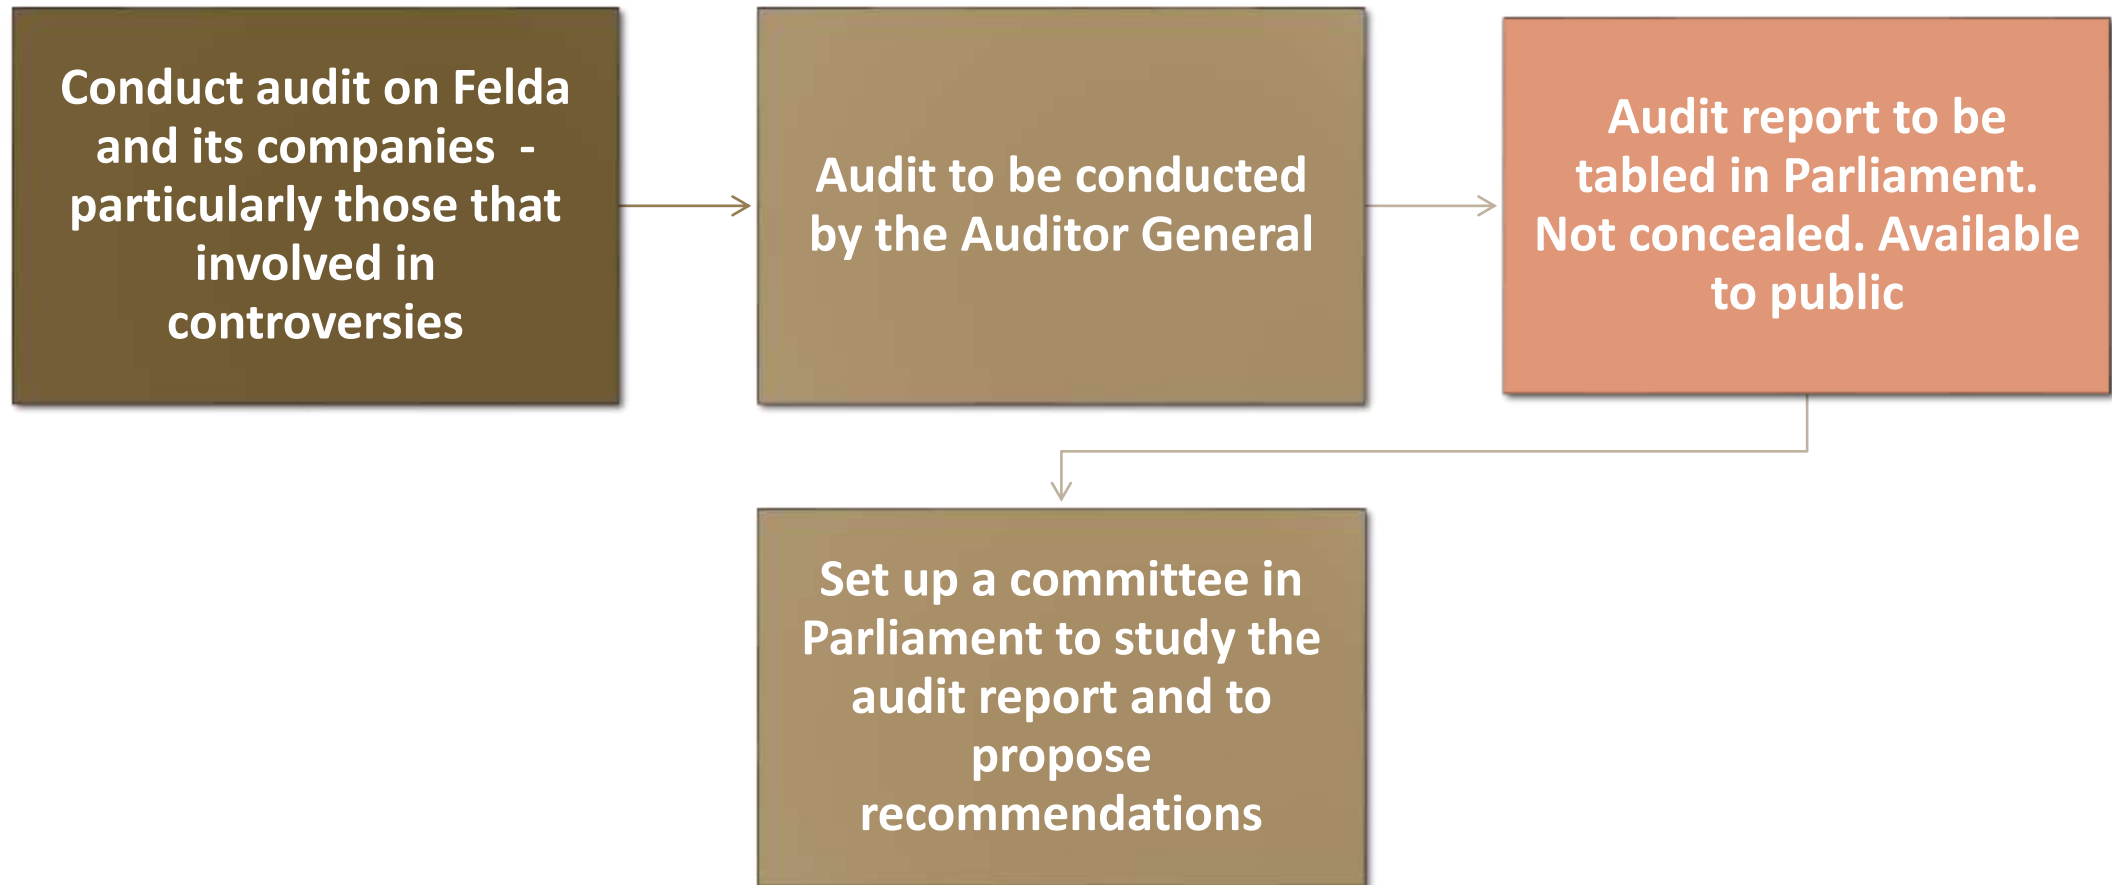 Conduct audit on Felda
and its companies  -
particularly those that
involved in
controversies
Audit to be conducted
by the Auditor General
Audit report to be
tabled in Parliament.
Not concealed. Available
to public
Set up a committee in
Parliament to study the
audit report and to
propose
recommendations